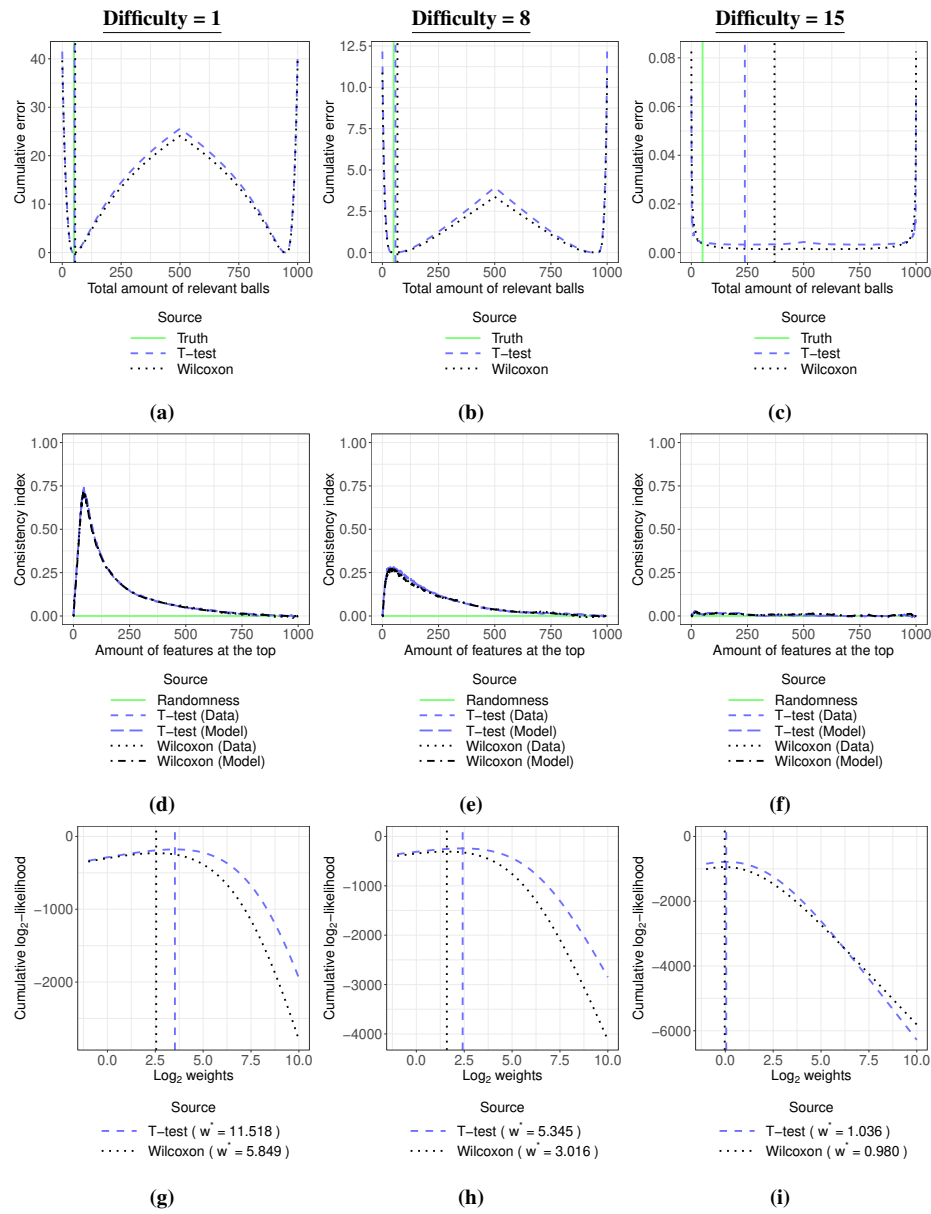 Difficulty = 1
Difficulty = 8
Difficulty = 15
Cumulative error
40
30
20
10
0
0 250 500 750 1000
Total amount of relevant balls
Source
Truth
T−test
Wilcoxon
(a)
Cumulative error
12.5
10.0
7.5
5.0
2.5
0.0
0 250 500 750 1000
Total amount of relevant balls
Source
Truth
T−test
Wilcoxon
(b)
Cumulative error
0.08
0.06
0.04
0.02
0.00
0 250 500 750 1000
Total amount of relevant balls
Source
Truth
T−test
Wilcoxon
(c)
Consistency index
1.00
0.75
0.50
0.25
0.00
0 250 500 750 1000
Amount of features at the top
Source
Randomness
T−test (Data)
T−test (Model)
Wilcoxon (Data)
Wilcoxon (Model)
(d)
Consistency index
1.00
0.75
0.50
0.25
0.00
0 250 500 750 1000
Amount of features at the top
Source
Randomness
T−test (Data)
T−test (Model)
Wilcoxon (Data)
Wilcoxon (Model)
(e)
Consistency index
1.00
0.75
0.50
0.25
0.00
0 250 500 750 1000
Amount of features at the top
Source
Randomness
T−test (Data)
T−test (Model)
Wilcoxon (Data)
Wilcoxon (Model)
(f)
Cumulative log₂−likelihood
0
−1000
−2000
0.0 2.5 5.0 7.5 10.0
Log₂ weights
Source
T−test ( w* = 11.518 )
Wilcoxon ( w* = 5.849 )
(g)
Cumulative log₂−likelihood
0
−1000
−2000
−3000
−4000
0.0 2.5 5.0 7.5 10.0
Log₂ weights
Source
T−test ( w* = 5.345 )
Wilcoxon ( w* = 3.016 )
(h)
Cumulative log₂−likelihood
0
−2000
−4000
−6000
0.0 2.5 5.0 7.5 10.0
Log₂ weights
Source
T−test ( w* = 1.036 )
Wilcoxon ( w* = 0.980 )
(i)